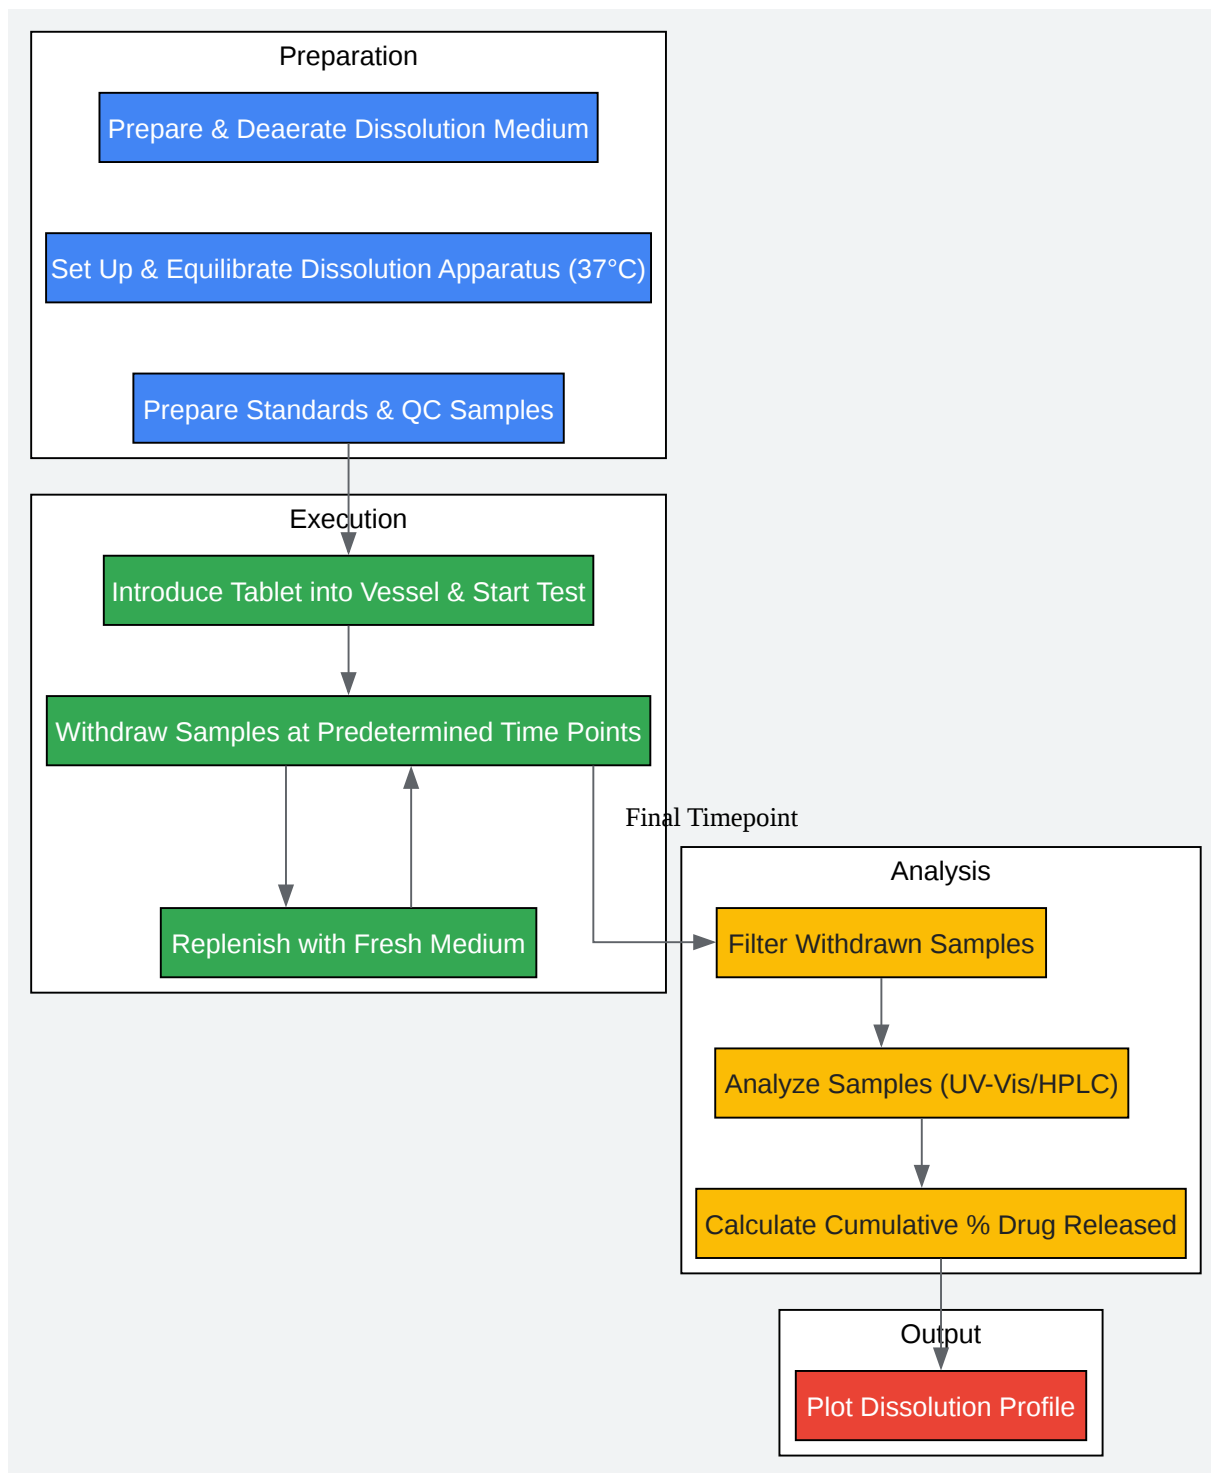 Preparation
Prepare & Deaerate Dissolution Medium
Set Up & Equilibrate Dissolution Apparatus (37°C)
Prepare Standards & QC Samples
Execution
Introduce Tablet into Vessel & Start Test
Withdraw Samples at Predetermined Time Points
Final Timepoint
Replenish with Fresh Medium
Analysis
Filter Withdrawn Samples
Analyze Samples (UV-Vis/HPLC)
Calculate Cumulative % Drug Released
Output
Plot Dissolution Profile